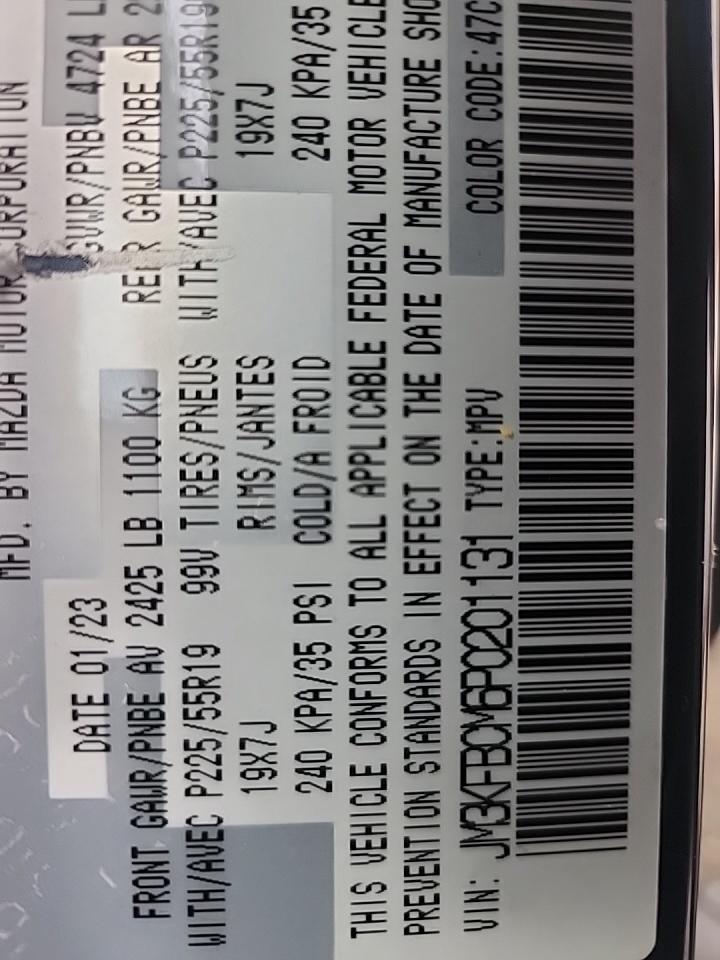 MFD. BY MAZDA MOTOR CORPORATION
DATE 01/23 GVWR/PNBV 4724 L
FRONT GAWR/PNBE AV 2425 LB 1100 KG REAR GAWR/PNBE AR 2
WITH/AVEC P225/55R19 99V TIRES/PNEUS WITH/AVEC P225/55R19
19X7J RIMS/JANTES 19X7J
240 KPA/35 PSI COLD/A FROID 240 KPA/35
THIS VEHICLE CONFORMS TO ALL APPLICABLE FEDERAL MOTOR VEHICLE
PREVENTION STANDARDS IN EFFECT ON THE DATE OF MANUFACTURE SHO
VIN: JM3KFBCM6P0201131 TYPE:MPV COLOR CODE:47C